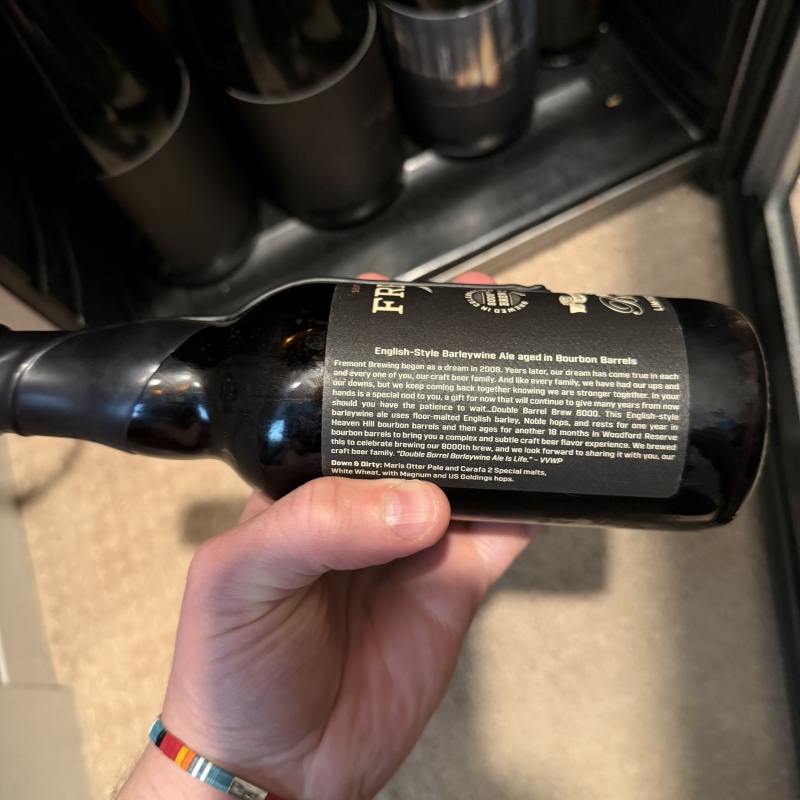 FR
BREWED IN
English-Style Barleywine Ale aged in Bourbon Barrels
Fremont Brewing began as a dream in 2008. Years later, our dream has come true in each
and every one of you, our craft beer family. And like every family, we have had our ups and
our downs, but we keep coming back together knowing we are stronger together. In your
hands is a special nod to you, a gift for now that will continue to give many years from now
should you have the patience to wait...Double Barrel Brew 8000. This English-style
barleywine ale uses floor-malted English barley, Noble hops, and rests for one year in
Heaven Hill bourbon barrels and then ages for another 18 months in Woodford Reserve
bourbon barrels to bring you a complex and subtle craft beer flavor experience. We brewed
this to celebrate brewing our 8000th brew, and we look forward to sharing it with you, our
craft beer family. "Double Barrel Barleywine Ale Is Life." - VVWP
Down & Dirty: Maris Otter Pale and Carafa 2 Special malts,
White Wheat, with Magnum and US Goldings hops.